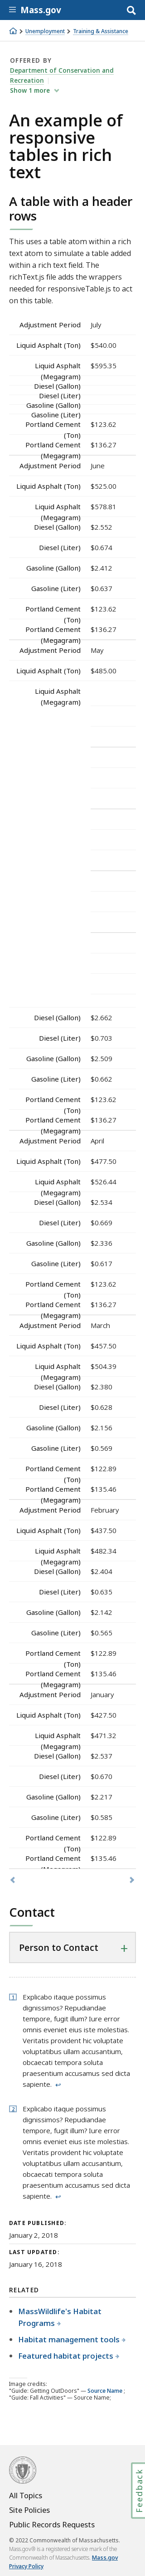 Mass.gov
Unemployment > Training & Assistance
OFFERED BY
Department of Conservation and
Recreation
Show 1 more
An example of
responsive
tables in rich
text
A table with a header
rows
This uses a table atom within a rich
text atom to simulate a table added
within a rich text field. The
richText.js file adds the wrappers
needed for responsiveTable.js to act
on this table.
Adjustment Period July
Liquid Asphalt (Ton) $540.00
Liquid Asphalt $595.35
(Megagram)
Diesel (Gallon)
Diesel (Liter)
Gasoline (Gallon)
Gasoline (Liter)
Portland Cement $123.62
(Ton)
Portland Cement $136.27
(Megagram)
Adjustment Period June
Liquid Asphalt (Ton) $525.00
Liquid Asphalt $578.81
(Megagram)
Diesel (Gallon) $2.552
Diesel (Liter) $0.674
Gasoline (Gallon) $2.412
Gasoline (Liter) $0.637
Portland Cement $123.62
(Ton)
Portland Cement $136.27
(Megagram)
Adjustment Period May
Liquid Asphalt (Ton) $485.00
Liquid Asphalt
(Megagram)
Diesel (Gallon) $2.662
Diesel (Liter) $0.703
Gasoline (Gallon) $2.509
Gasoline (Liter) $0.662
Portland Cement $123.62
(Ton)
Portland Cement $136.27
(Megagram)
Adjustment Period April
Liquid Asphalt (Ton) $477.50
Liquid Asphalt $526.44
(Megagram)
Diesel (Gallon) $2.534
Diesel (Liter) $0.669
Gasoline (Gallon) $2.336
Gasoline (Liter) $0.617
Portland Cement $123.62
(Ton)
Portland Cement $136.27
(Megagram)
Adjustment Period March
Liquid Asphalt (Ton) $457.50
Liquid Asphalt $504.39
(Megagram)
Diesel (Gallon) $2.380
Diesel (Liter) $0.628
Gasoline (Gallon) $2.156
Gasoline (Liter) $0.569
Portland Cement $122.89
(Ton)
Portland Cement $135.46
(Megagram)
Adjustment Period February
Liquid Asphalt (Ton) $437.50
Liquid Asphalt $482.34
(Megagram)
Diesel (Gallon) $2.404
Diesel (Liter) $0.635
Gasoline (Gallon) $2.142
Gasoline (Liter) $0.565
Portland Cement $122.89
(Ton)
Portland Cement $135.46
(Megagram)
Adjustment Period January
Liquid Asphalt (Ton) $427.50
Liquid Asphalt $471.32
(Megagram)
Diesel (Gallon) $2.537
Diesel (Liter) $0.670
Gasoline (Gallon) $2.217
Gasoline (Liter) $0.585
Portland Cement $122.89
(Ton)
Portland Cement $135.46
Contact
Person to Contact +
1 Explicabo itaque possimus
dignissimos? Repudiandae
tempore, fugit illum? Iure error
omnis eveniet eius iste molestias.
Veritatis provident hic voluptate
voluptatibus ullam accusantium,
obcaecati tempora soluta
praesentium accusamus sed dicta
sapiente. ↩
2 Explicabo itaque possimus
dignissimos? Repudiandae
tempore, fugit illum? Iure error
omnis eveniet eius iste molestias.
Veritatis provident hic voluptate
voluptatibus ullam accusantium,
obcaecati tempora soluta
praesentium accusamus sed dicta
sapiente. ↩
DATE PUBLISHED:
January 2, 2018
LAST UPDATED:
January 16, 2018
RELATED
MassWildlife's Habitat
Programs
Habitat management tools
Featured habitat projects
Image credits:
"Guide: Getting OutDoors" — Source Name ;
"Guide: Fall Activities" — Source Name;
Feedback
All Topics
Site Policies
Public Records Requests
© 2022 Commonwealth of Massachusetts.
Mass.gov® is a registered service mark of the
Commonwealth of Massachusetts. Mass.gov
Privacy Policy